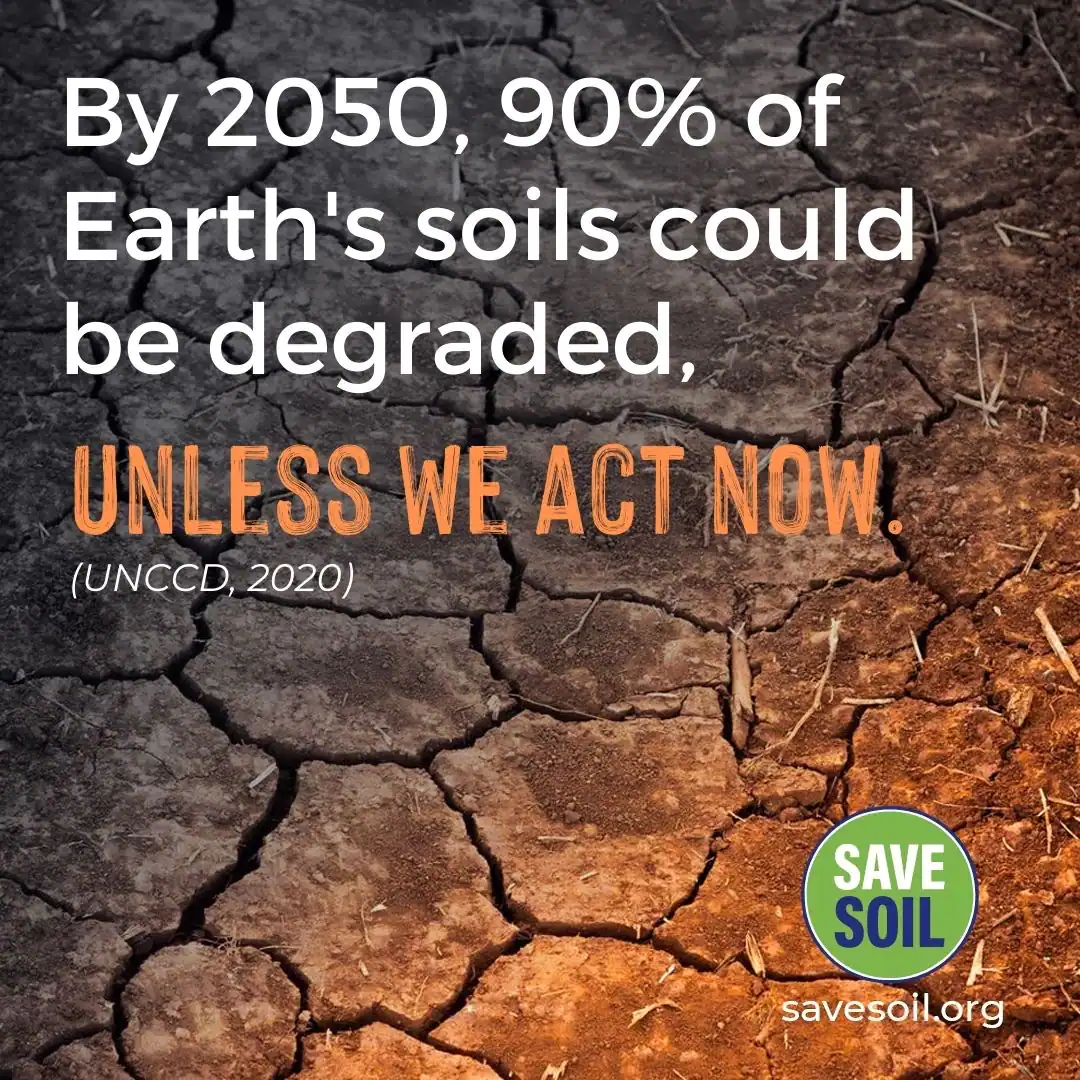 By 2050, 90% of
Earth's soils could
be degraded,
UNLESS WE ACT NOW.
(UNCCD, 2020)
SAVE
SOIL
savesoil.org